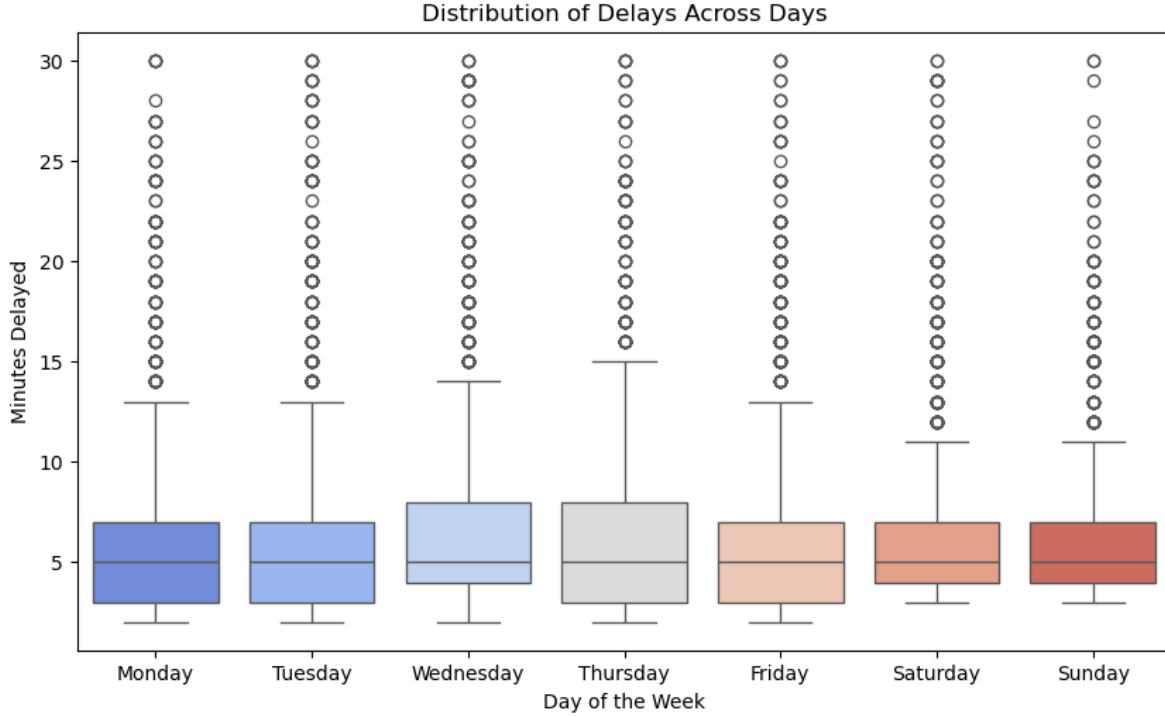 Distribution of Delays Across Days
Minutes Delayed
30
25
20
15
10
5
Monday Tuesday Wednesday Thursday Friday Saturday Sunday
Day of the Week